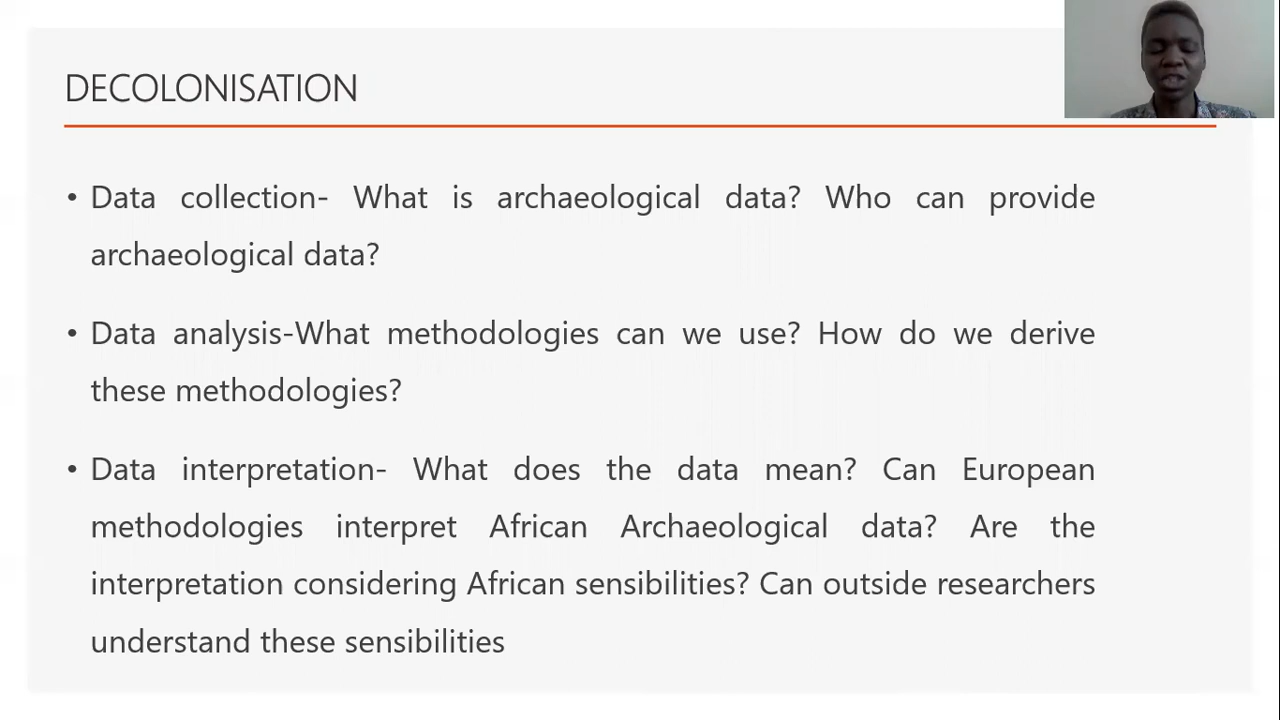 DECOLONISATION
• Data collection- What is archaeological data? Who can provide
archaeological data?
• Data analysis-What methodologies can we use? How do we derive
these methodologies?
• Data interpretation- What does the data mean? Can European
methodologies interpret African Archaeological data? Are the
interpretation considering African sensibilities? Can outside researchers
understand these sensibilities